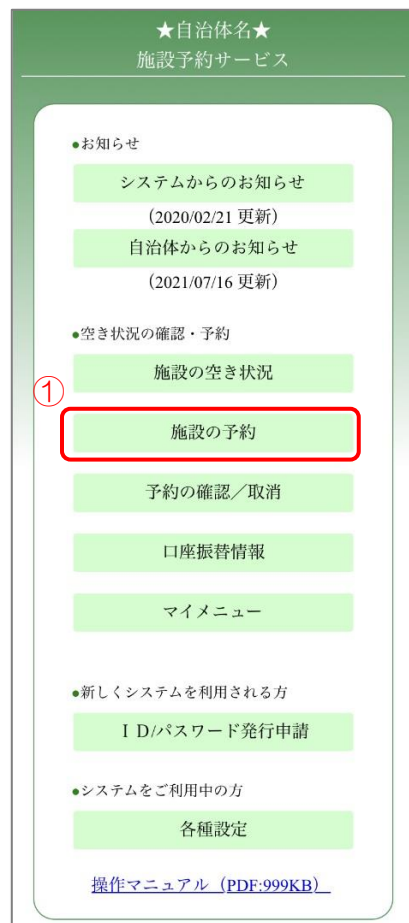 ★自治体名★
施設予約サービス
●お知らせ
システムからのお知らせ
（2020/02/21 更新）
自治体からのお知らせ
（2021/07/16 更新）
●空き状況の確認・予約
施設の空き状況
①
施設の予約
予約の確認／取消
口座振替情報
マイメニュー
●新しくシステムを利用される方
ＩＤ/パスワード発行申請
●システムをご利用中の方
各種設定
操作マニュアル（PDF:999KB）